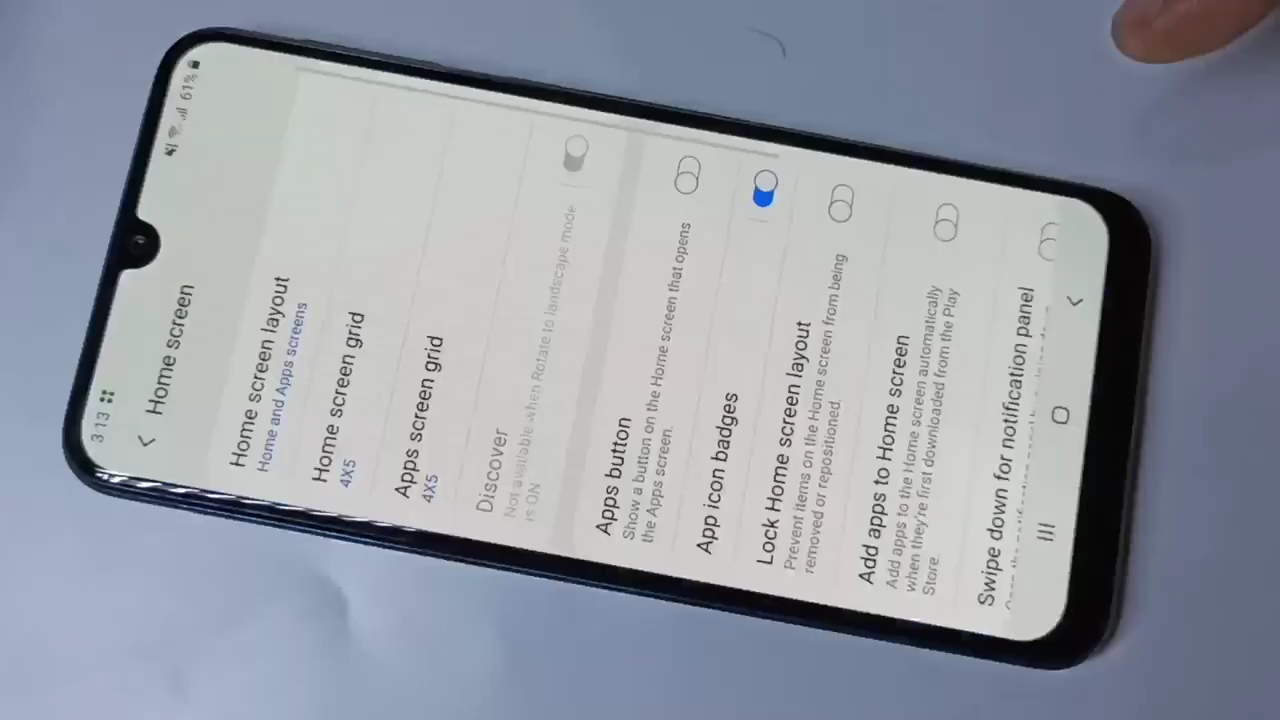 3:13
61%
Home screen
Home screen layout
Home and Apps screens
Home screen grid
4X5
Apps screen grid
4X5
Discover
Not available when Rotate to landscape mode
is ON
Apps button
Show a button on the Home screen that opens
the Apps screen.
App icon badges
Lock Home screen layout
Prevent items on the Home screen from being
removed or repositioned.
Add apps to Home screen
Add apps to the Home screen automatically
when they're first downloaded from the Play
Store.
Swipe down for notification panel